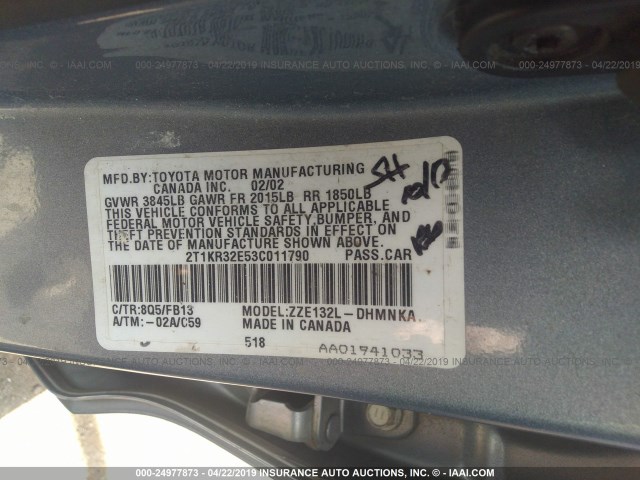 000-24977873 - 04/22/2019 INSURANCE AUTO AUCTIONS, INC. - WWW.IAAI.COM
MFD.BY:TOYOTA MOTOR MANUFACTURING
CANADA INC. 02/02
GVWR 3845LB GAWR FR 2015LB RR 1850LB
THIS VEHICLE CONFORMS TO ALL APPLICABLE
FEDERAL MOTOR VEHICLE SAFETY,BUMPER, AND
THEFT PREVENTION STANDARDS IN EFFECT ON
THE DATE OF MANUFACTURE SHOWN ABOVE.
2T1KR32E53C011790 PASS.CAR
C/TR:8Q5/FB13 MODEL:ZZE132L-DHMNKA
A/TM:-02A/C59 MADE IN CANADA
518 AA01941033
SH
000-24977873 - 04/22/2019 INSURANCE AUTO AUCTIONS, INC. - WWW.IAAI.COM